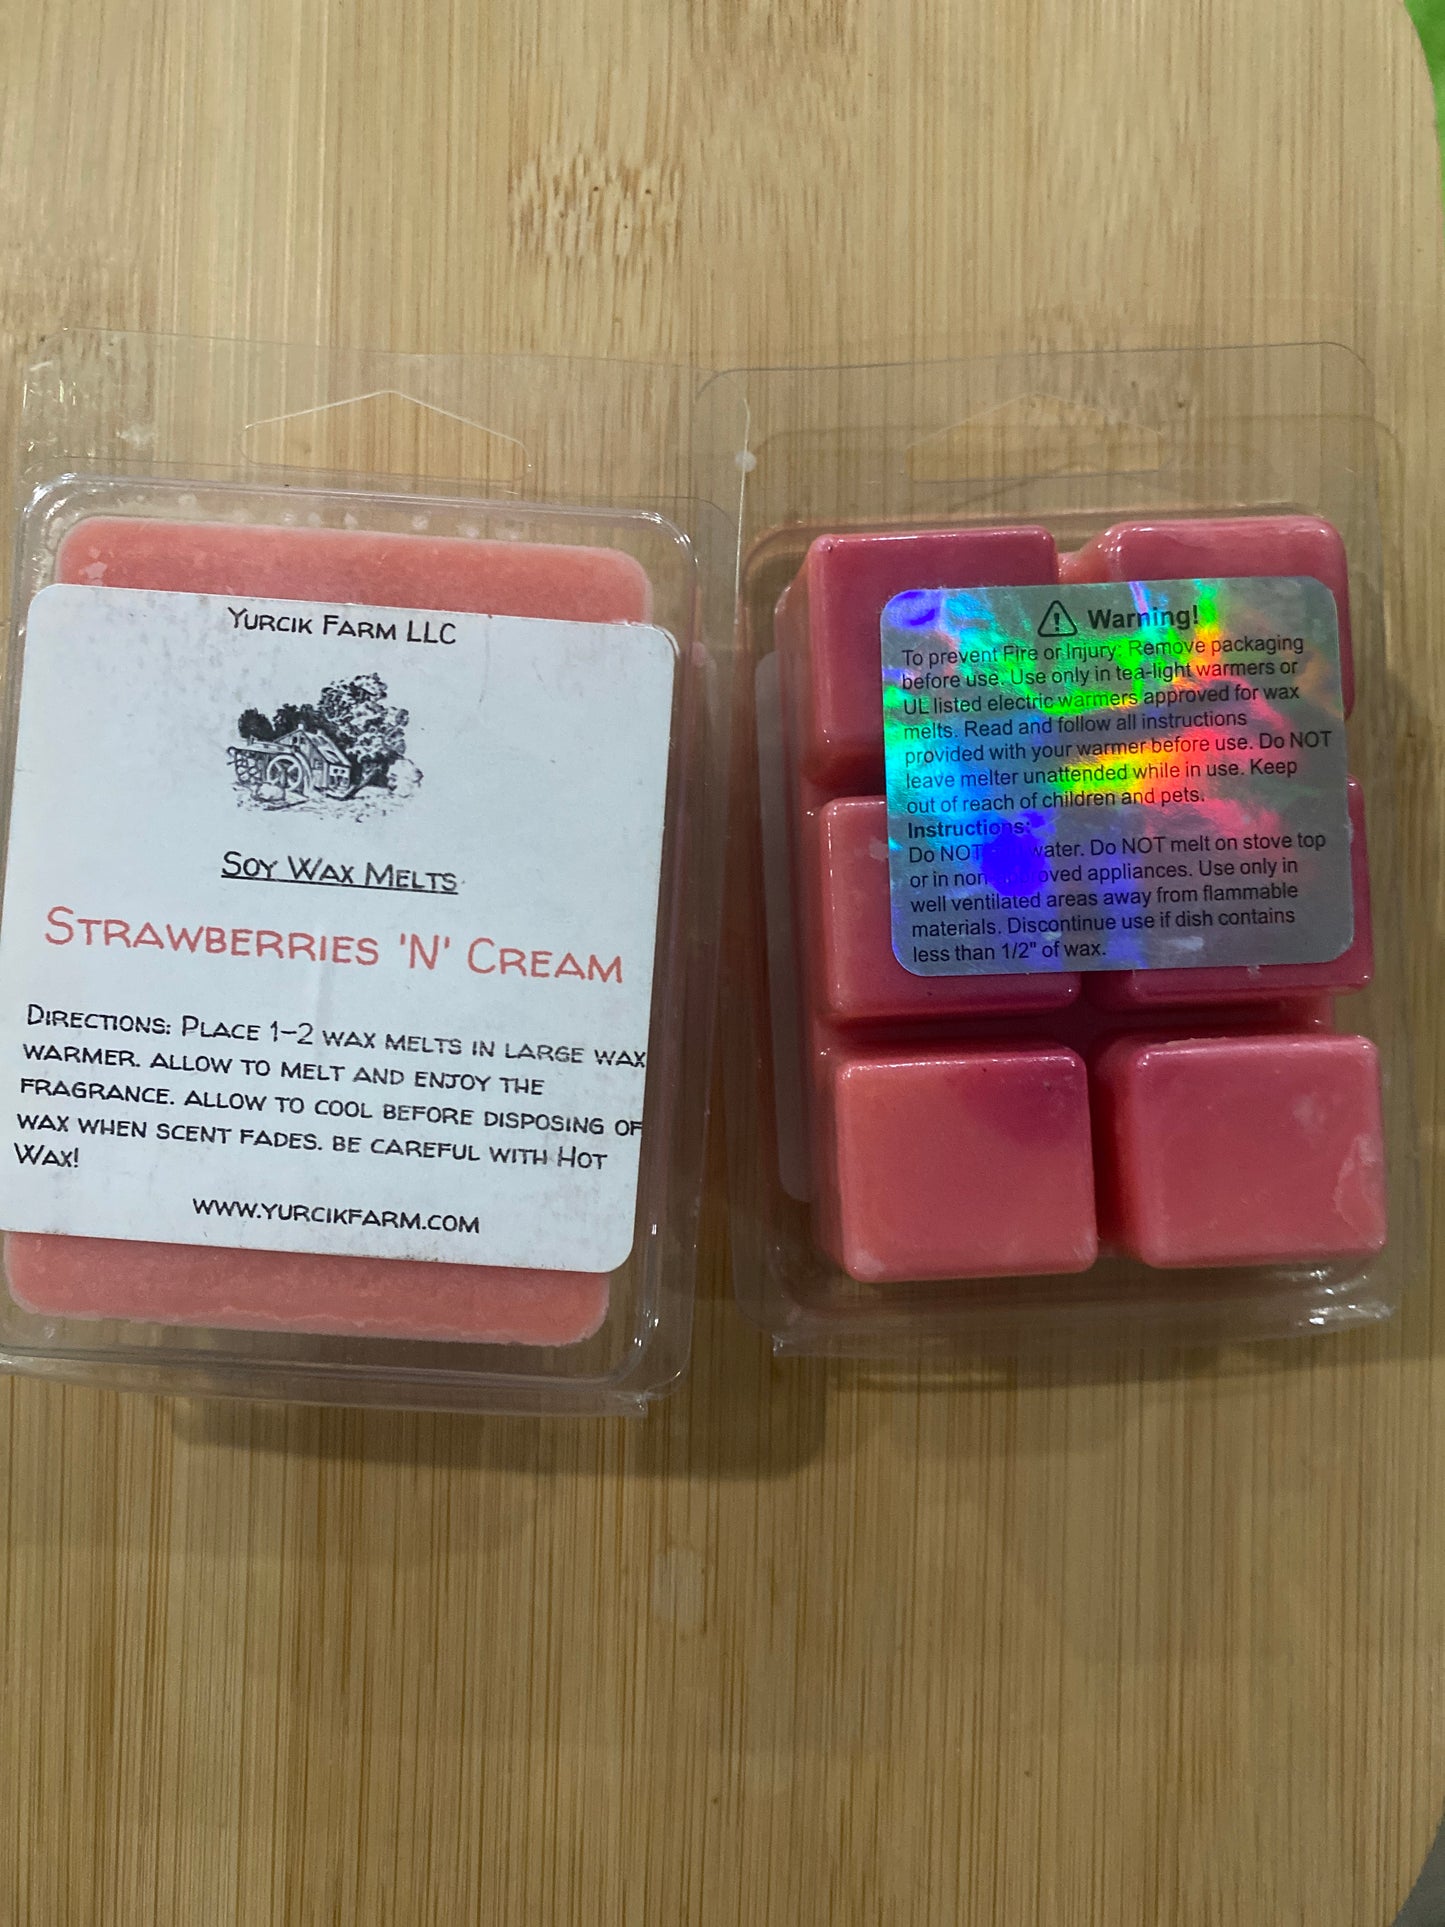 YURCIK FARM LLC
SOY WAX MELTS
STRAWBERRIES 'N' CREAM
DIRECTIONS: PLACE 1-2 WAX MELTS IN LARGE WAX
WARMER. ALLOW TO MELT AND ENJOY THE
FRAGRANCE. ALLOW TO COOL BEFORE DISPOSING OF
WAX WHEN SCENT FADES. BE CAREFUL WITH HOT
WAX!
WWW.YURCIKFARM.COM
Warning!
To prevent Fire or Injury: Remove packaging
before use. Use only in tea-light warmers or
UL listed electric warmers approved for wax
melts. Read and follow all instructions
provided with your warmer before use. Do NOT
leave melter unattended while in use. Keep
out of reach of children and pets.
Instructions:
Do NOT water. Do NOT melt on stove top
or in appliances. Use only in
well ventilated areas away from flammable
materials. Discontinue use if dish contains
less than 1/2" of wax.